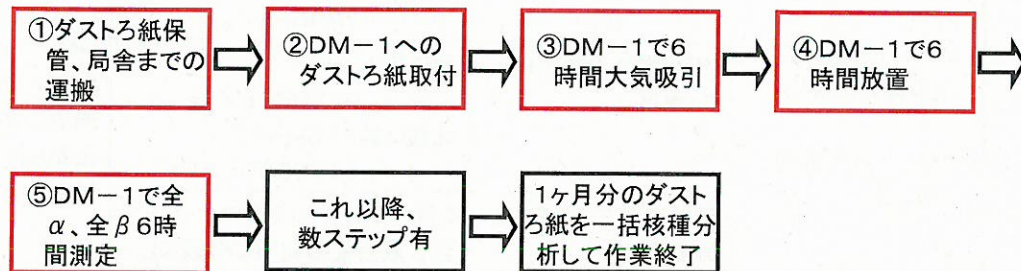 ①ダストろ紙保
管、局舎までの
運搬
②DM－1への
ダストろ紙取付
③DM－1で6
時間大気吸引
④DM－1で6
時間放置
⑤DM－1で全
α、全β6時
間測定
これ以降、
数ステップ有
1ヶ月分のダスト
ろ紙を一括核種分
析して作業終了